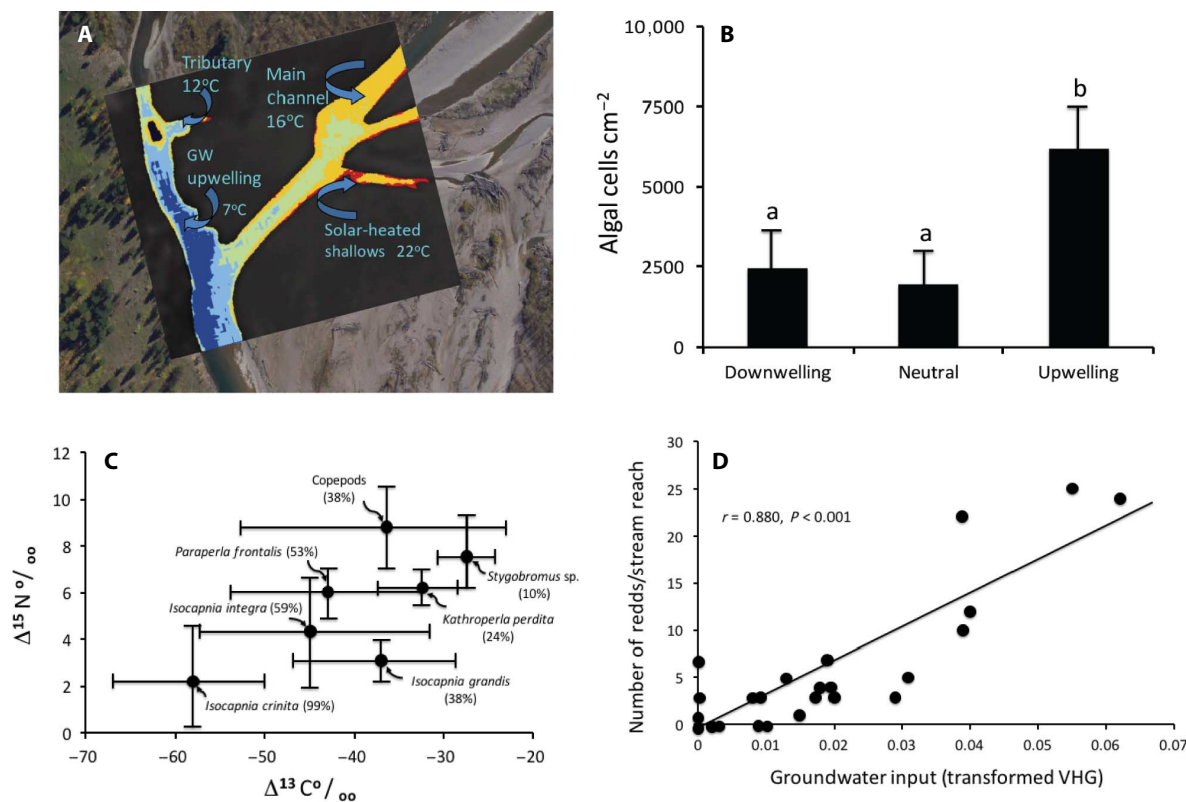 A
Tributary
12°C
Main
channel
16°C
GW
upwelling
7°C
Solar-heated
shallows 22°C
B
Algal cells cm⁻²
10,000
7500
5000
2500
0
a
a
b
Downwelling
Neutral
Upwelling
C
Δ¹⁵ N º/ₒₒ
12
10
8
6
4
2
0
Copepods
(38%)
Paraperla frontalis (53%)
Stygobromus sp.
(10%)
Isocapnia integra (59%)
Kathroperla perdita
(24%)
Isocapnia grandis
(38%)
Isocapnia crinita (99%)
−70
−60
−50
−40
−30
−20
Δ¹³ Cº/ₒₒ
D
Number of redds/stream reach
30
25
20
15
10
5
0
r = 0.880, P < 0.001
0
0.01
0.02
0.03
0.04
0.05
0.06
0.07
Groundwater input (transformed VHG)